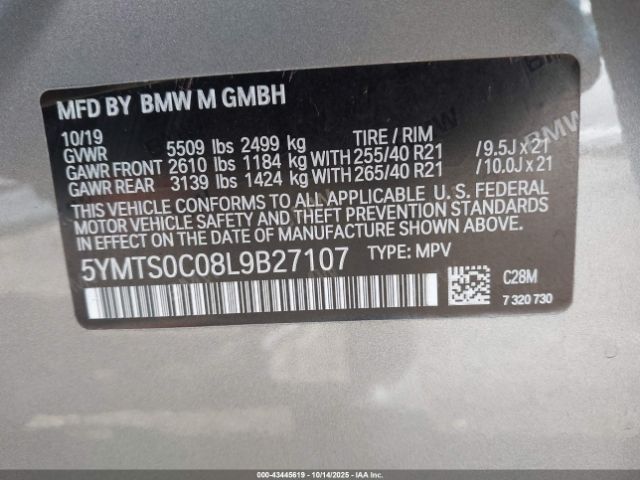 MFD BY BMW M GMBH
10/19
TIRE / RIM
GVWR 5509 lbs 2499 kg
GAWR FRONT 2610 lbs 1184 kg WITH 255/40 R21 / 9.5J x 21
GAWR REAR 3139 lbs 1424 kg WITH 265/40 R21 / 10.0J x 21
THIS VEHICLE CONFORMS TO ALL APPLICABLE U. S. FEDERAL
MOTOR VEHICLE SAFETY AND THEFT PREVENTION STANDARDS
IN EFFECT ON THE DATE OF MANUFACTURE SHOWN ABOVE.
5YMTS0C08L9B27107 TYPE: MPV
C28M
7 320 730
000-43445619 | 10/14/2025 - COPART